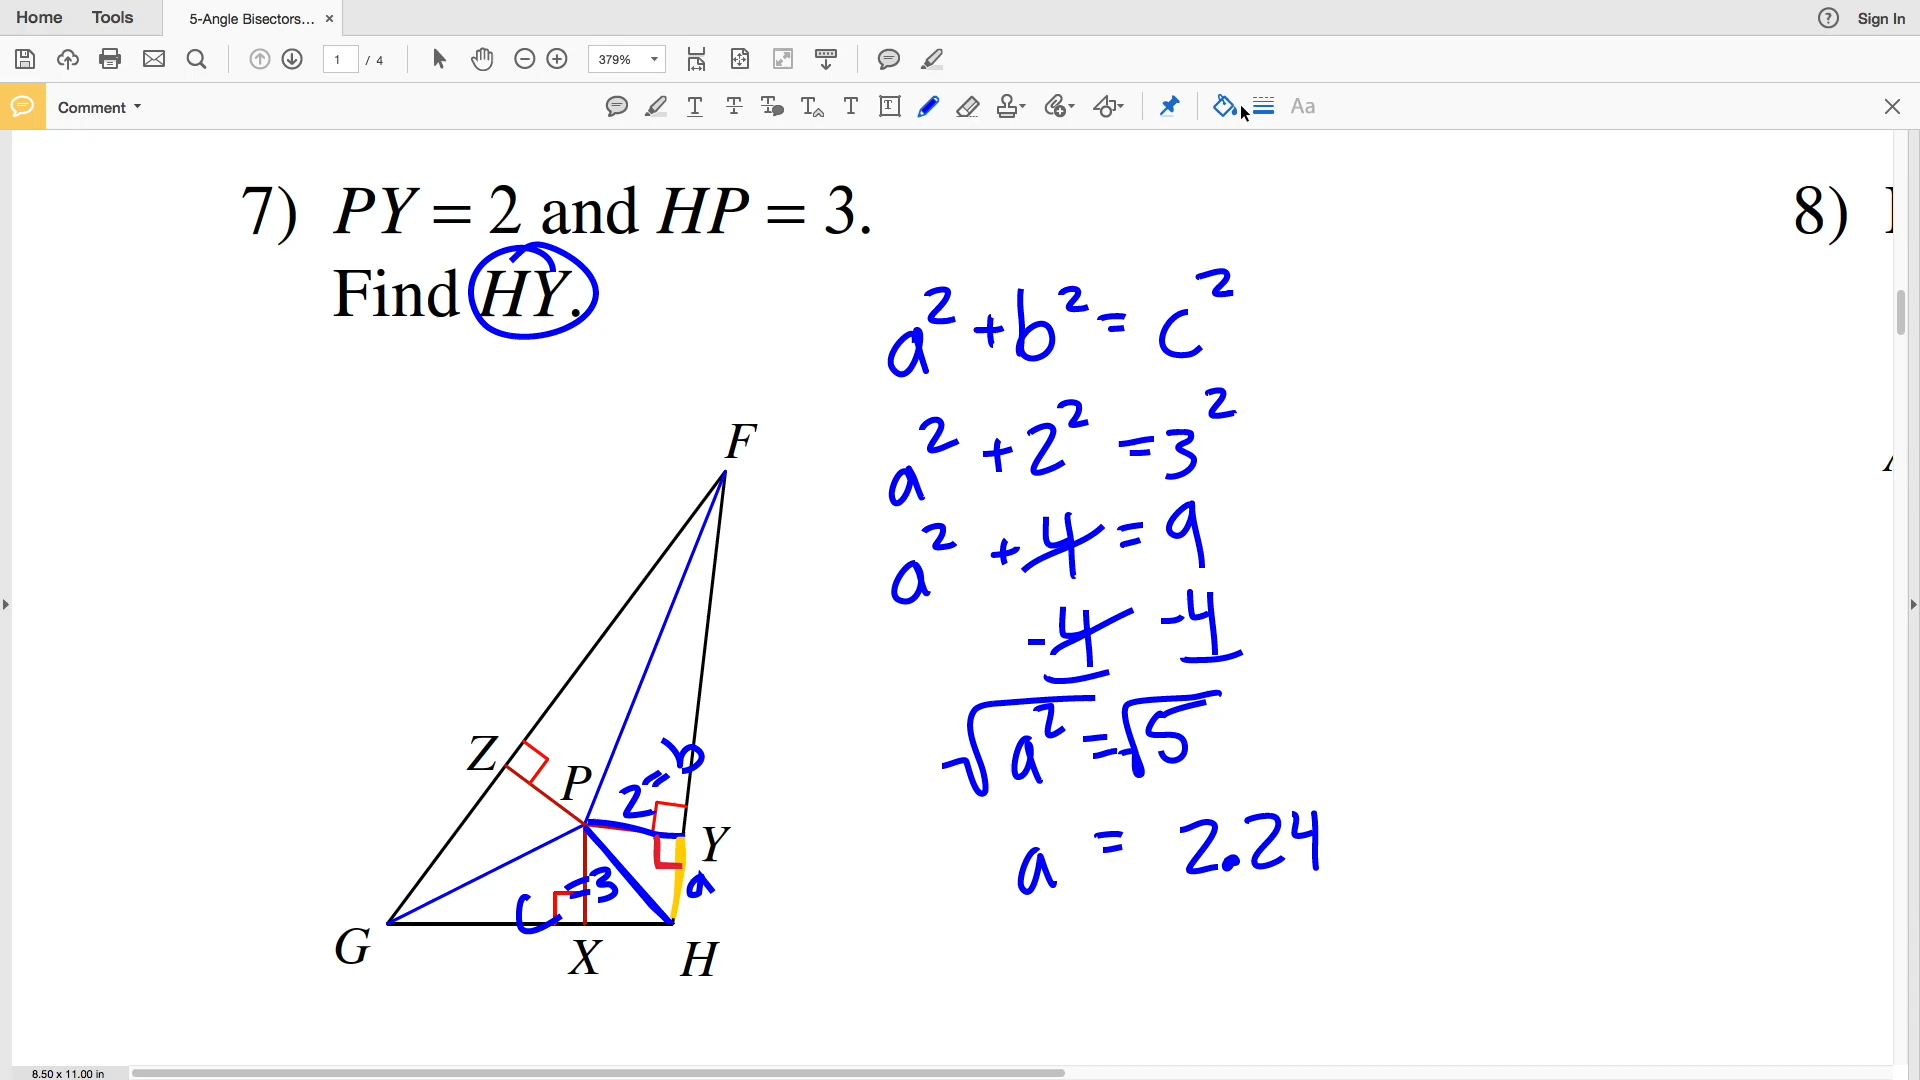 Home Tools 5-Angle Bisectors... × Sign In
1 / 4 379%
Comment Aa
7) PY = 2 and HP = 3.
Find HY.
8)
a² + b² = c²
a² + 2² = 3²
a² + 4 = 9
-4 -4
√a² = √5
a = 2.24
F
Z
P
2 = b
Y
C = 3
a
G
X
H
8.50 x 11.00 in